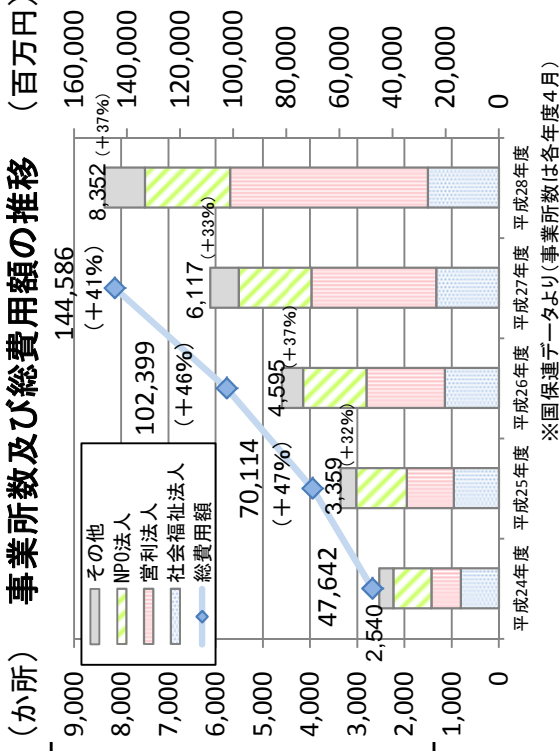 事業所数及び総費用額の推移
（か所）
（百万円）
9,000
8,000
7,000
6,000
5,000
4,000
3,000
2,000
1,000
0
160,000
140,000
120,000
100,000
80,000
60,000
40,000
20,000
0
その他
NPO法人
営利法人
社会福祉法人
総費用額
47,642
70,114
（＋47%）
102,399
（＋46%）
144,586
（＋41%）
2,540
3,359
（＋32%）
4,595
（＋37%）
6,117
（＋33%）
8,352
（＋37%）
平成24年度
平成25年度
平成26年度
平成27年度
平成28年度
※国保連データより（事業所数は各年度４月）